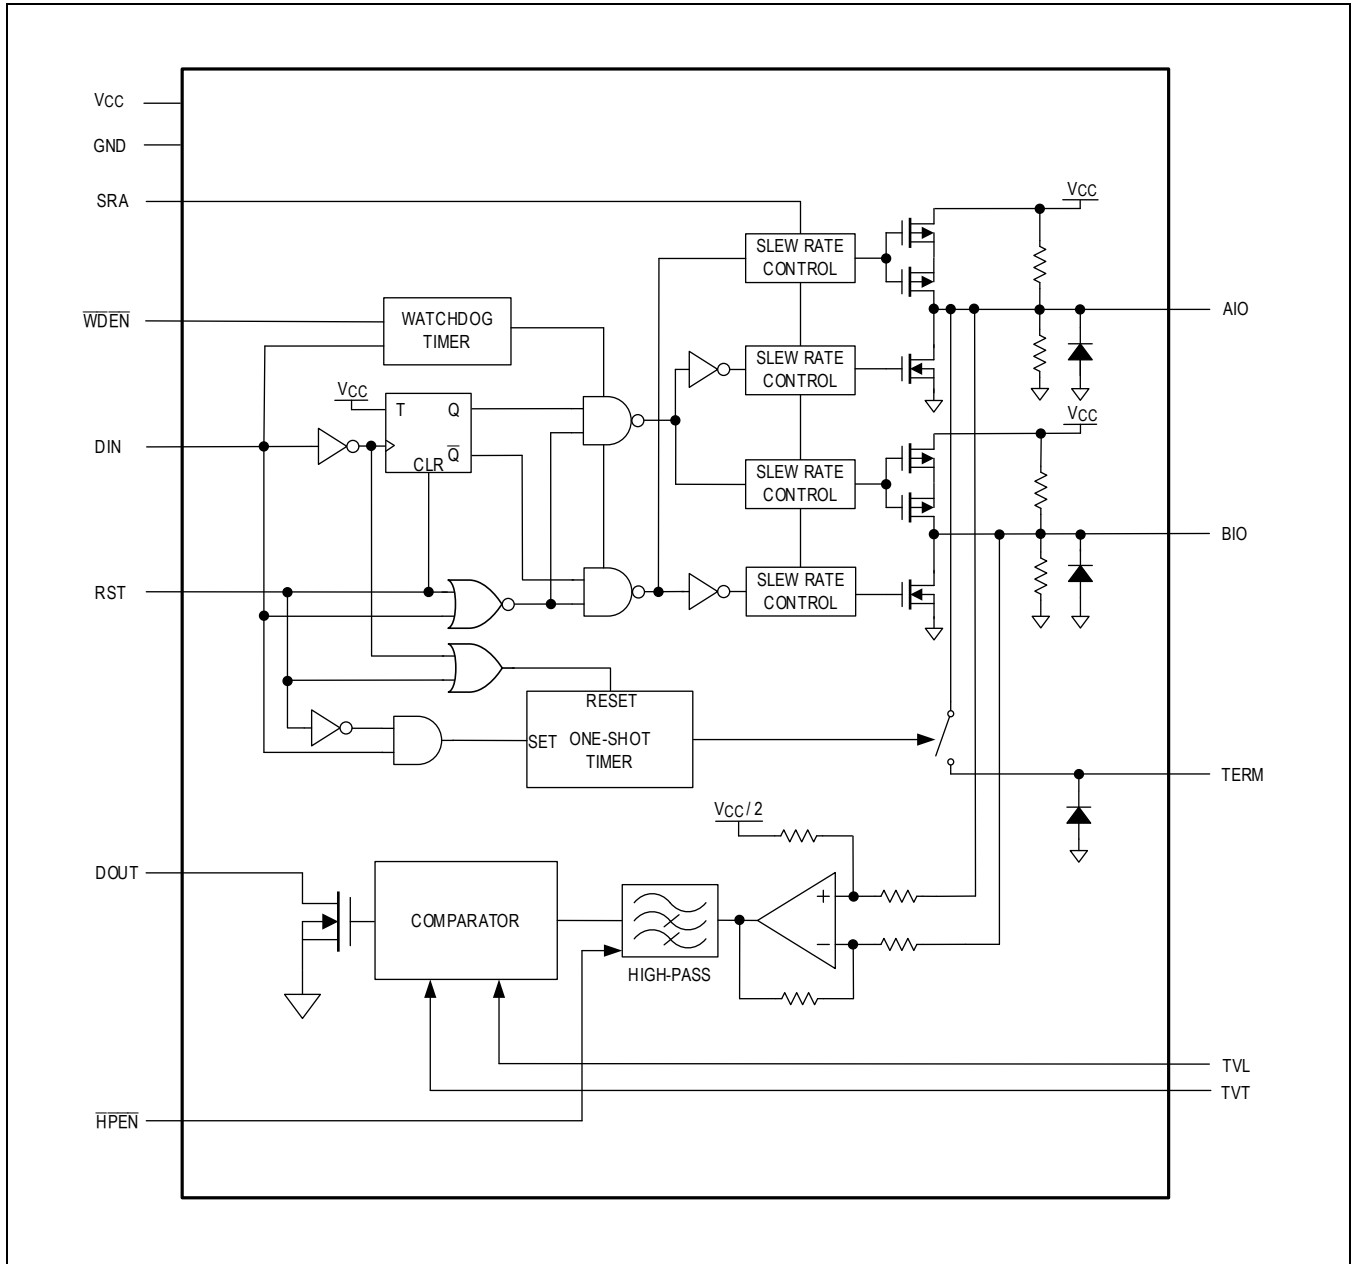 VCC
GND
SRA
VCC
SLEW RATE
CONTROL
WDEN
WATCHDOG
TIMER
AIO
SLEW RATE
CONTROL
VCC
T
Q
VCC
DIN
Q
CLR
SLEW RATE
CONTROL
BIO
RST
SLEW RATE
CONTROL
RESET
SET
ONE-SHOT
TIMER
TERM
VCC / 2
DOUT
COMPARATOR
+
−
HIGH-PASS
TVL
TVT
HPEN